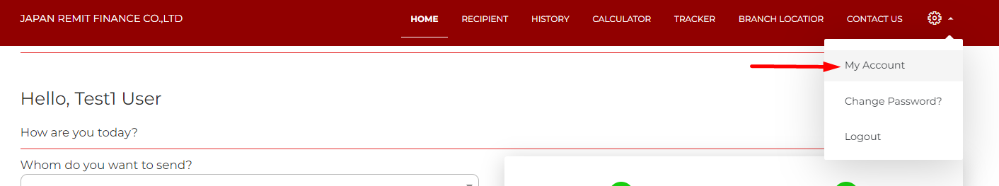 JAPAN REMIT FINANCE CO.,LTD
HOME RECIPIENT HISTORY CALCULATOR TRACKER BRANCH LOCATIOR CONTACT US
My Account
Change Password?
Logout
Hello, Test1 User
How are you today?
Whom do you want to send?